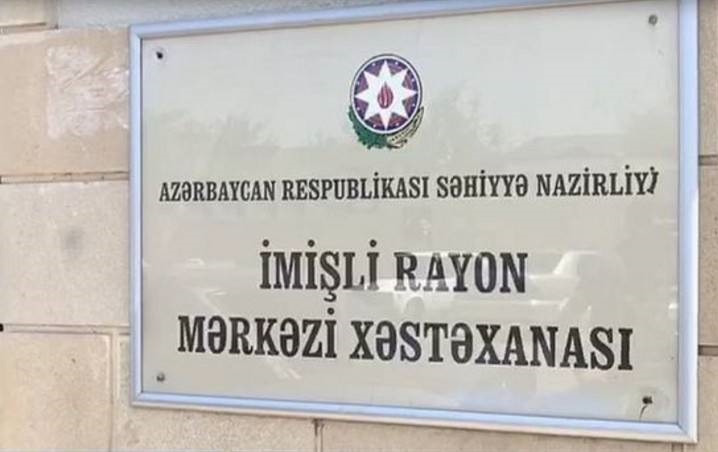 AZƏRBAYCAN RESPUBLİKASI SƏHİYYƏ NAZİRLİYİ
İMİŞLİ RAYON
MƏRKƏZİ XƏSTƏXANASI